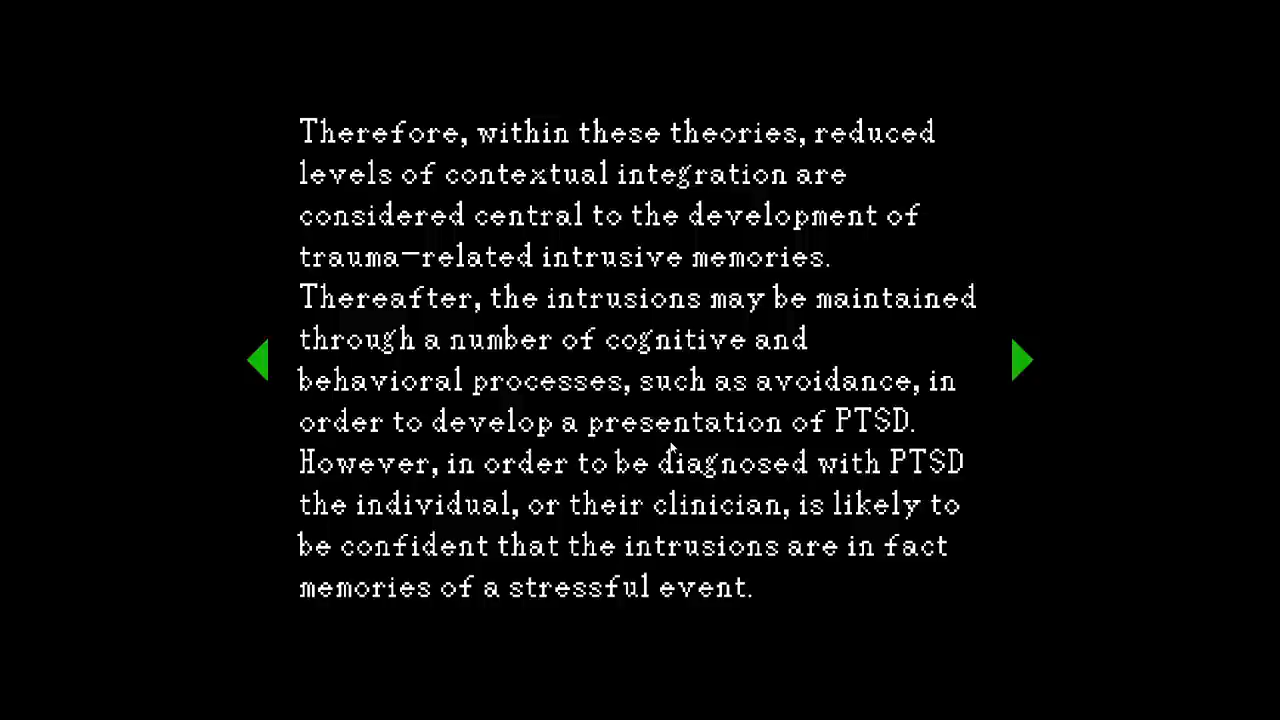 Therefore, within these theories, reduced
levels of contextual integration are
considered central to the development of
trauma—related intrusive memories.
Thereafter, the intrusions may be maintained
through a number of cognitive and
behavioral processes, such as avoidance, in
order to develop a presentation of PTSD.
However, in order to be diagnosed with PTSD
the individual, or their clinician, is likely to
be confident that the intrusions are in fact
memories of a stressful event.